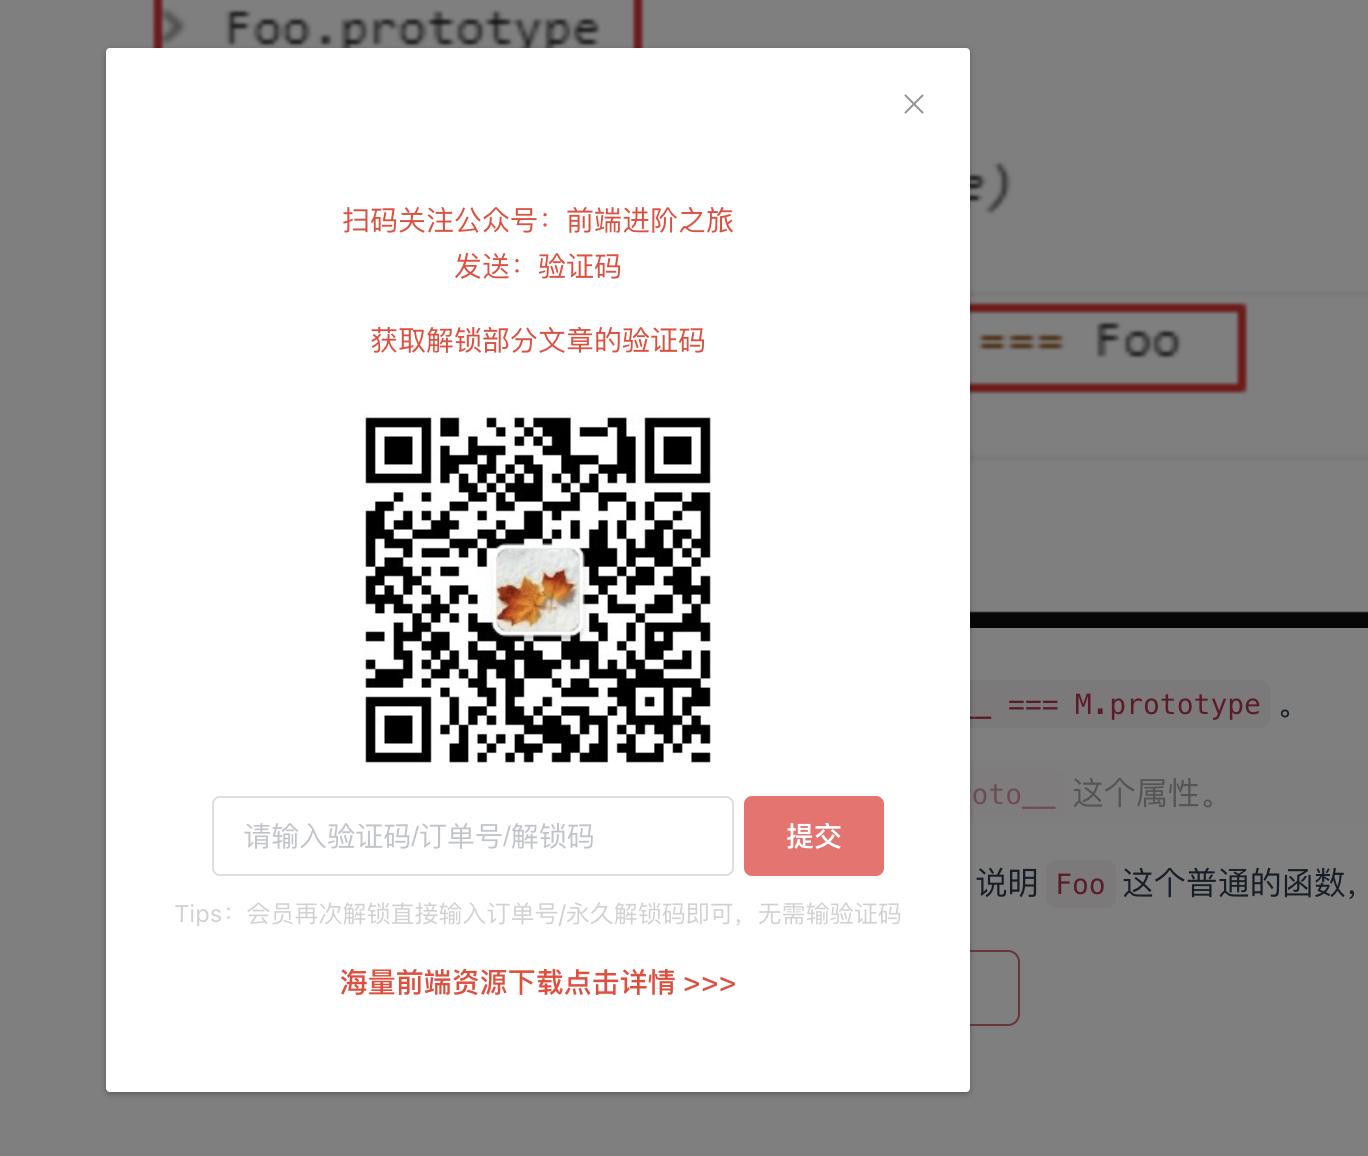 Foo.prototype
e)
=== Foo
扫码关注公众号：前端进阶之旅
发送：验证码
获取解锁部分文章的验证码
__ === M.prototype 。
oto__ 这个属性。
请输入验证码/订单号/解锁码
提交
说明 Foo 这个普通的函数，
Tips：会员再次解锁直接输入订单号/永久解锁码即可，无需输验证码
海量前端资源下载点击详情 >>>